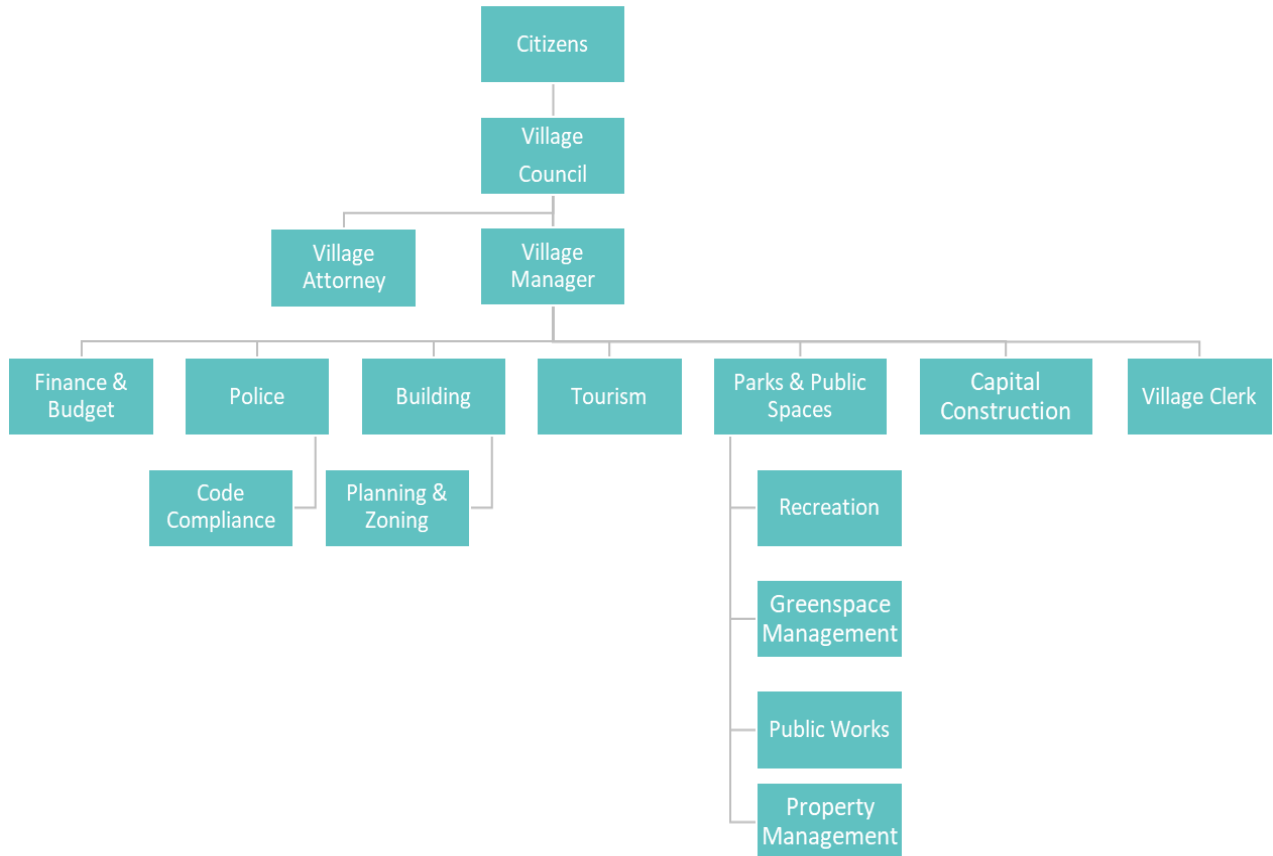 Citizens
Village
Council
Village
Attorney
Village
Manager
Finance &
Budget
Police
Building
Tourism
Parks & Public
Spaces
Capital
Construction
Village Clerk
Code
Compliance
Planning &
Zoning
Recreation
Greenspace
Management
Public Works
Property
Management